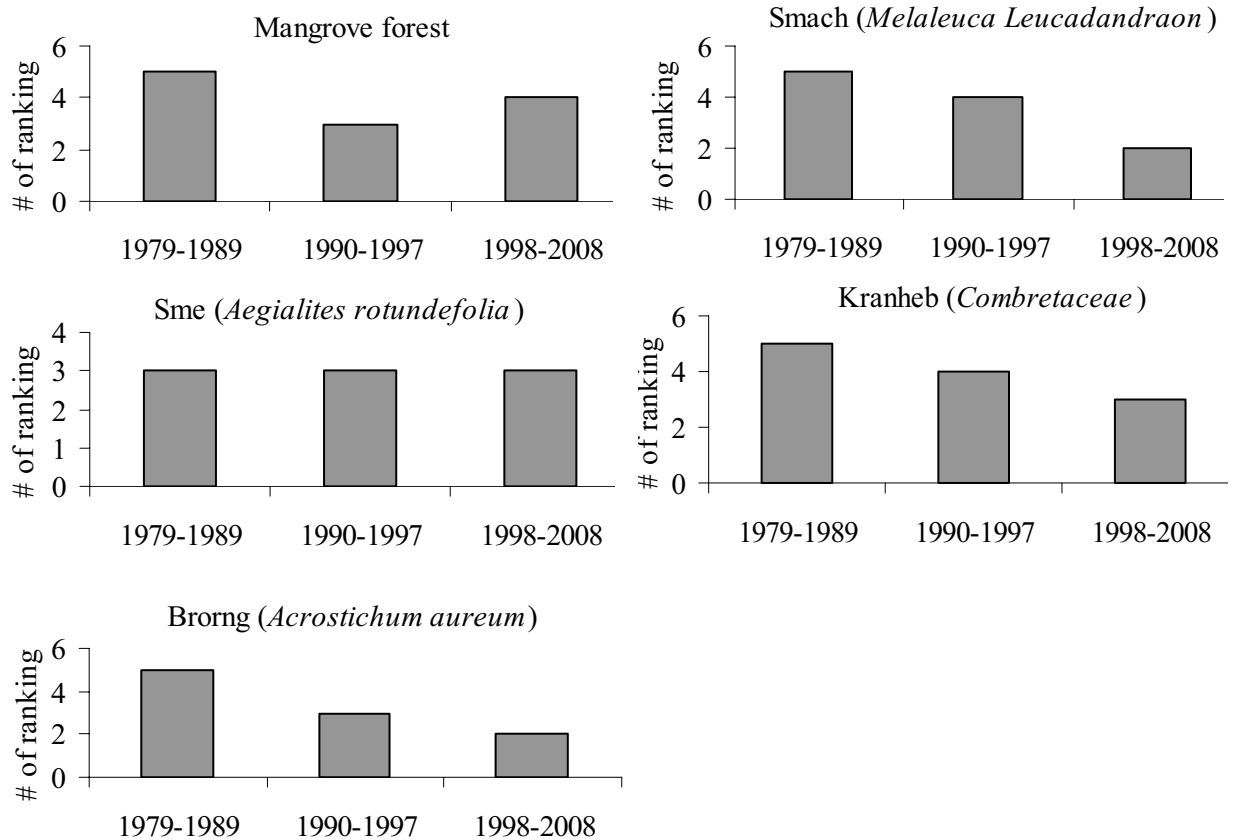 Mangrove forest
# of ranking
6
4
2
0
1979-1989 1990-1997 1998-2008
Smach (Melaleuca Leucadandraon)
# of ranking
6
4
2
0
1979-1989 1990-1997 1998-2008
Sme (Aegialites rotundefolia)
# of ranking
4
3
2
1
0
1979-1989 1990-1997 1998-2008
Kranheb (Combretaceae)
# of ranking
6
4
2
0
1979-1989 1990-1997 1998-2008
Brorng (Acrostichum aureum)
# of ranking
6
4
2
0
1979-1989 1990-1997 1998-2008